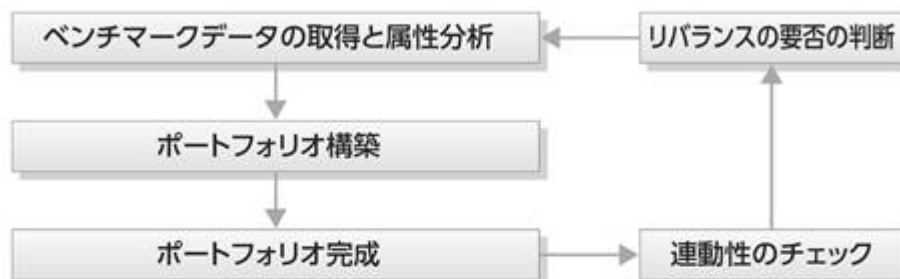 ベンチマークデータの取得と属性分析
リバランスの要否の判断
ポートフォリオ構築
ポートフォリオ完成
連動性のチェック